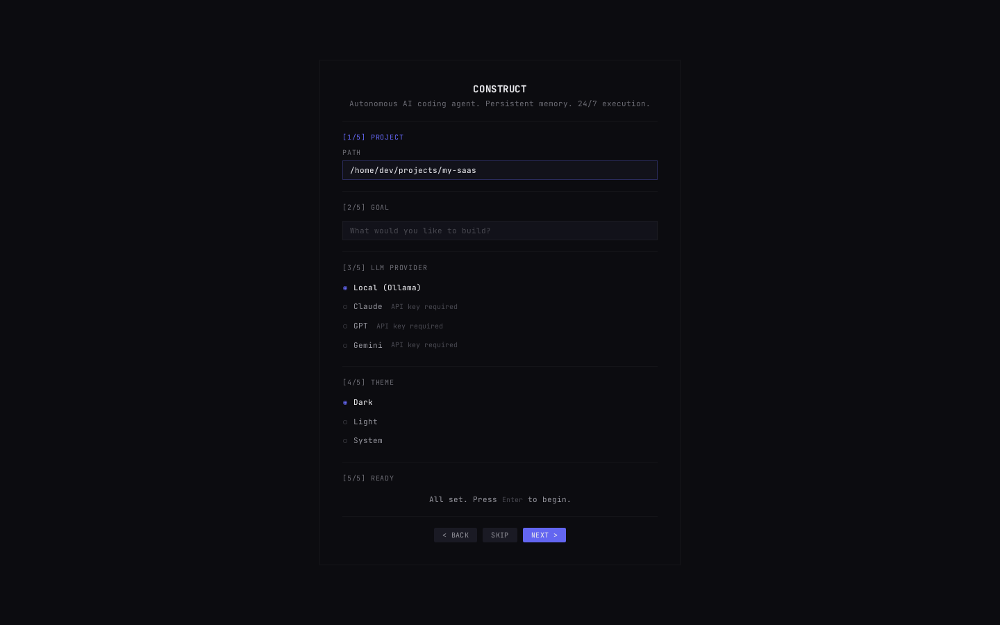 CONSTRUCT
Autonomous AI coding agent. Persistent memory. 24/7 execution.
[1/5] PROJECT
PATH
/home/dev/projects/my-saas
[2/5] GOAL
What would you like to build?
[3/5] LLM PROVIDER
Local (Ollama)
Claude API key required
GPT API key required
Gemini API key required
[4/5] THEME
Dark
Light
System
[5/5] READY
All set. Press Enter to begin.
< BACK SKIP NEXT >